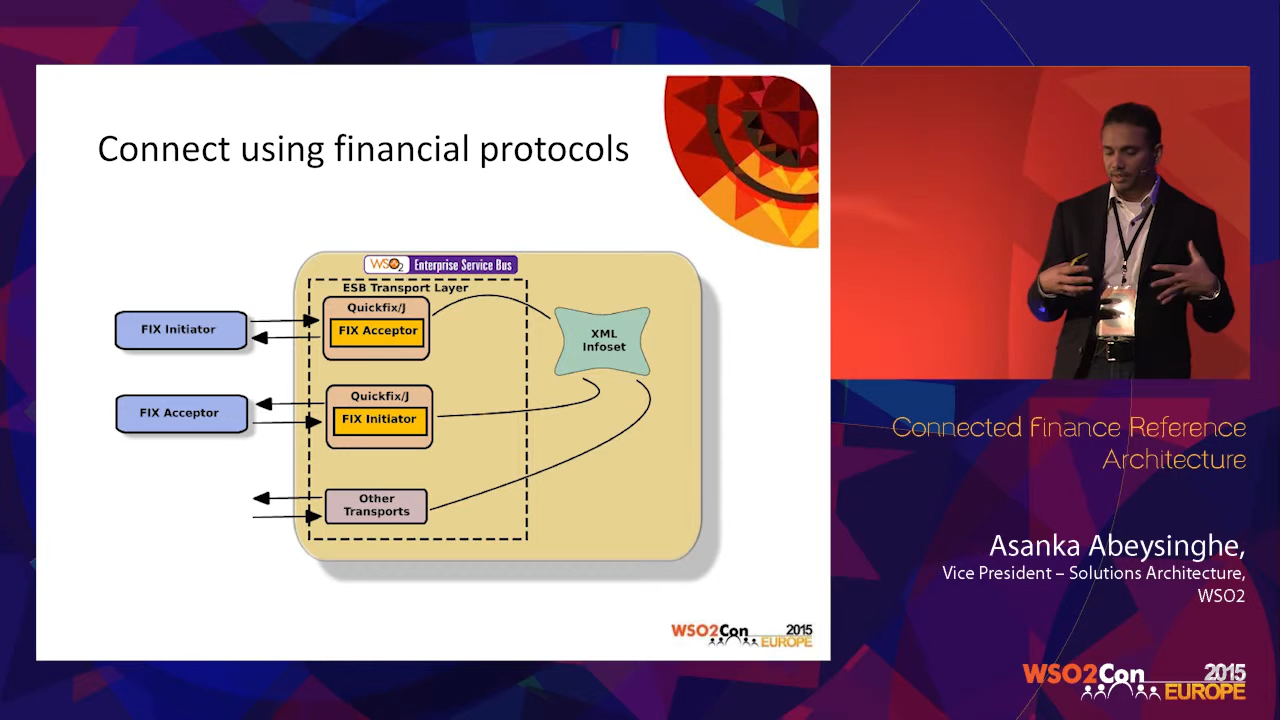 Connect using financial protocols
WSO2 Enterprise Service Bus
ESB Transport Layer
Quickfix/J
FIX Acceptor
FIX Initiator
XML
Infoset
Quickfix/J
FIX Initiator
FIX Acceptor
Other
Transports
WSO2Con 2015
EUROPE
Connected Finance Reference
Architecture
Asanka Abeysinghe,
Vice President – Solutions Architecture,
WSO2
WSO2Con 2015
EUROPE